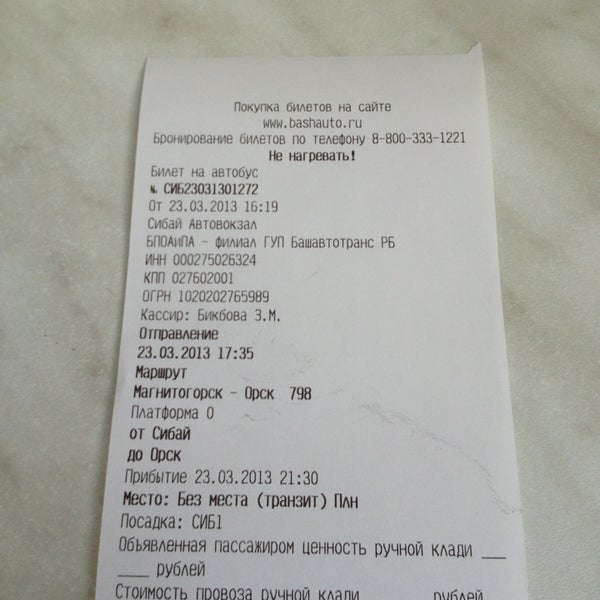 Покупка билетов на сайте
www.bashauto.ru
Бронирование билетов по телефону 8-800-333-1221
Не нагревать!
Билет на автобус
№ СИБ23031301272
От 23.03.2013 16:19
Сибай Автовокзал
БПОАиПА - филиал ГУП Башавтотранс РБ
ИНН 000275026324
КПП 027602001
ОГРН 1020202765989
Кассир: Бикбова З.М.
Отправление
23.03.2013 17:35
Маршрут
Магнитогорск - Орск 798
Платформа 0
от Сибай
до Орск
Прибытие 23.03.2013 21:30
Место: Без места (транзит) Плн
Посадка: СИБ1
Объявленная пассажиром ценность ручной клади ___
____ рублей
Стоимость провоза ручной клади ________ рублей